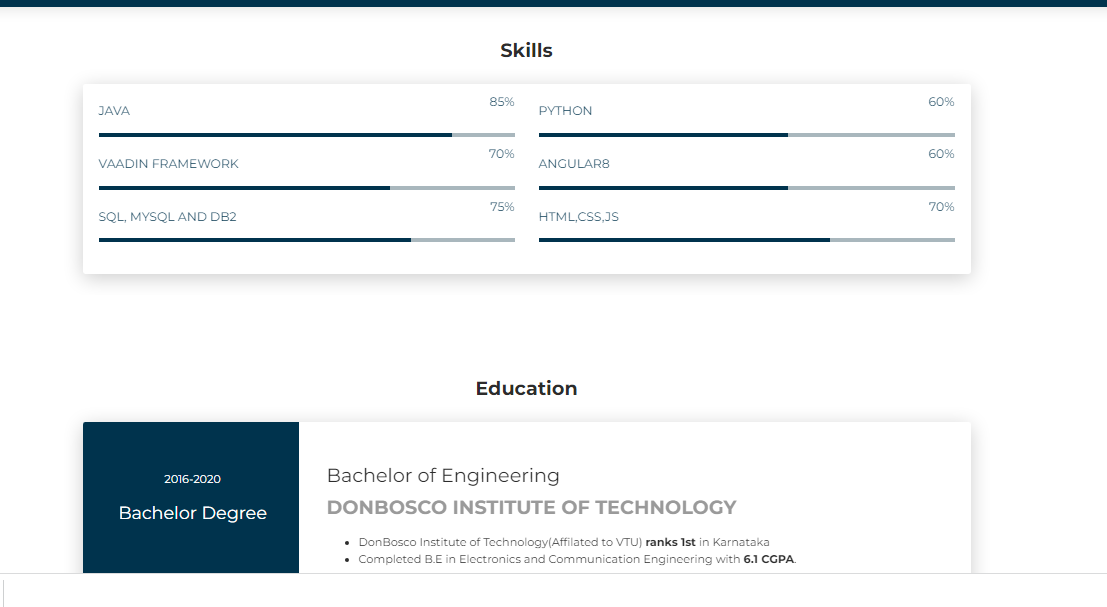 Skills
JAVA 85%
PYTHON 60%
VAADIN FRAMEWORK 70%
ANGULAR8 60%
SQL, MYSQL AND DB2 75%
HTML,CSS,JS 70%
Education
2016-2020
Bachelor Degree
Bachelor of Engineering
DONBOSCO INSTITUTE OF TECHNOLOGY
DonBosco Institute of Technology(Affilated to VTU) ranks 1st in Karnataka
Completed B.E in Electronics and Communication Engineering with 6.1 CGPA.